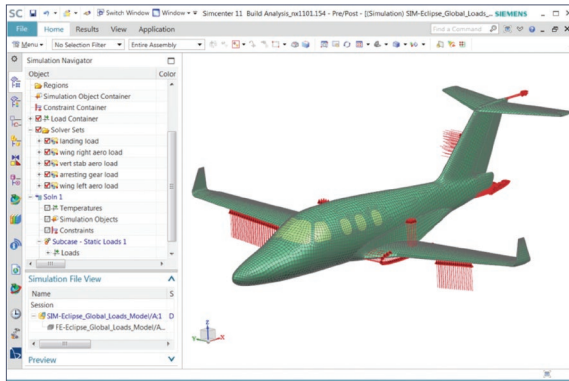 SC Switch Window Window Simcenter 11 Build Analysis_nx1101.154 - Pre/Post - [(Simulation) SIM-Eclipse_Global_Loads_... SIEMENS
File Home Results View Application Find a Command
Menu No Selection Filter Entire Assembly
Simulation Navigator
Object Color
Regions
Simulation Object Container
Constraint Container
Load Container
Solver Sets
landing load
wing right aero load
vert stab aero load
arresting gear load
wing left aero load
Soln 1
Temperatures
Simulation Objects
Constraints
Subcase - Static Loads 1
Loads
Simulation File View
Name S
Session
SIM-Eclipse_Global_Loads_Model/A:1 D
FE-Eclipse_Global_Loads_Model/A...
Preview
Z
Y X